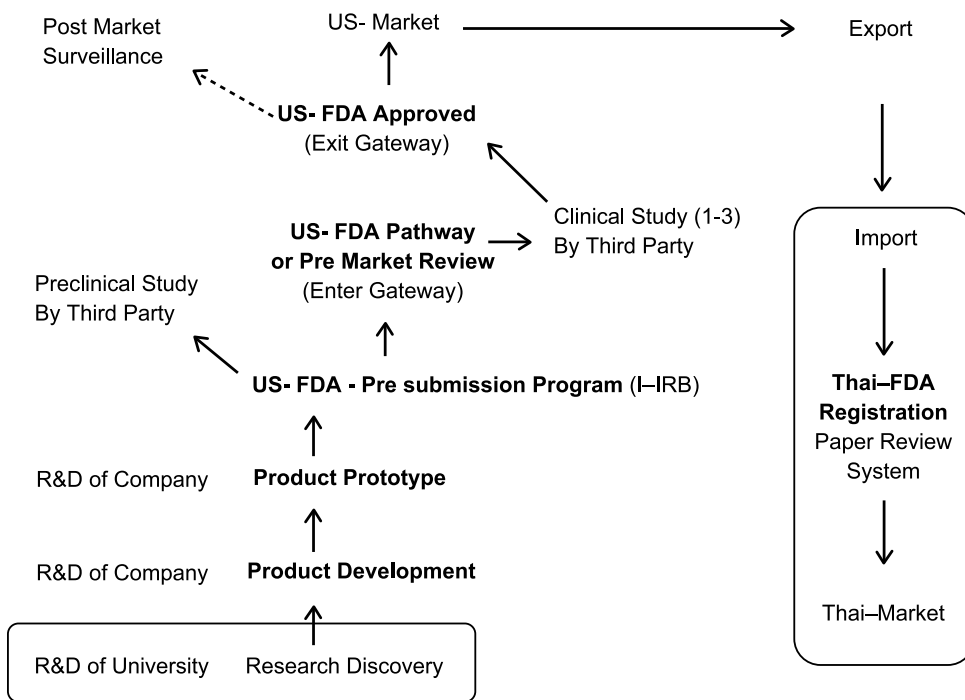 Post Market
Surveillance
US- Market
Export
US- FDA Approved
(Exit Gateway)
Clinical Study (1-3)
By Third Party
US- FDA Pathway
or Pre Market Review
(Enter Gateway)
Preclinical Study
By Third Party
US- FDA - Pre submission Program (I–IRB)
R&D of Company Product Prototype
R&D of Company Product Development
R&D of University Research Discovery
Import
Thai–FDA
Registration
Paper Review
System
Thai–Market